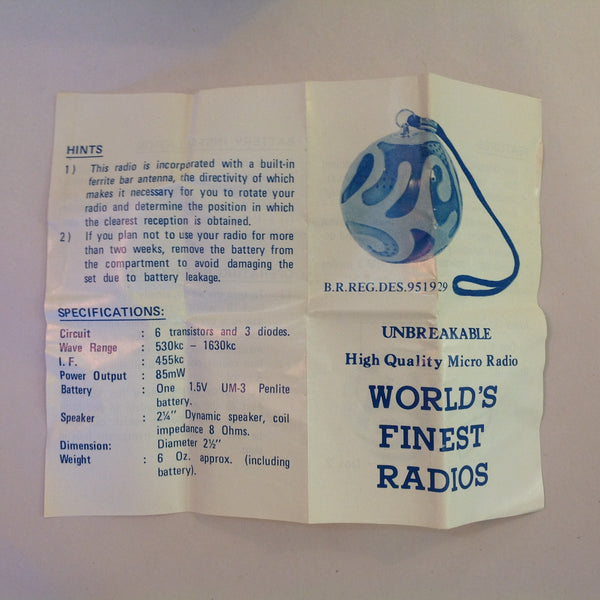 HINTS
1) This radio is incorporated with a built-in
ferrite bar antenna, the directivity of which
makes it necessary for you to rotate your
radio and determine the position in which
the clearest reception is obtained.
2) If you plan not to use your radio for more
than two weeks, remove the battery from
the compartment to avoid damaging the
set due to battery leakage.
SPECIFICATIONS:
Circuit : 6 transistors and 3 diodes.
Wave Range : 530kc – 1630kc
I. F. : 455kc
Power Output : 85mW
Battery : One 1.5V UM-3 Penlite
battery.
Speaker : 2¼" Dynamic speaker, coil
impedance 8 Ohms.
Dimension: Diameter 2½"
Weight : 6 Oz. approx. (including
battery).
B.R.REG.DES.951929
UNBREAKABLE
High Quality Micro Radio
WORLD'S
FINEST
RADIOS